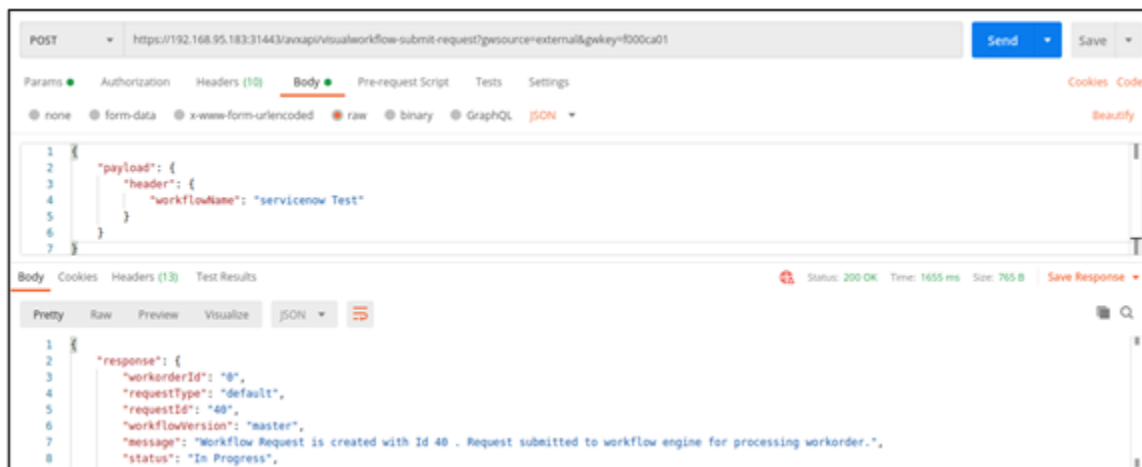 POST https://192.168.95.183:31443/avxapi/visualworkflow-submit-request?gwsource=external&gwkey=f000ca01 Send Save
Params Authorization Headers (10) Body Pre-request Script Tests Settings Cookies Code
none form-data x-www-form-urlencoded raw binary GraphQL JSON Beautify
1 {
2 "payload": {
3 "header": {
4 "workflowName": "servicenow Test"
5 }
6 }
7 }
Body Cookies Headers (13) Test Results Status: 200 OK Time: 1655 ms Size: 765 B Save Response
Pretty Raw Preview Visualize JSON
1 {
2 "response": {
3 "workorderId": "0",
4 "requestType": "default",
5 "requestId": "40",
6 "workflowVersion": "master",
7 "message": "Workflow Request is created with Id 40 . Request submitted to workflow engine for processing workorder.",
8 "status": "In Progress",